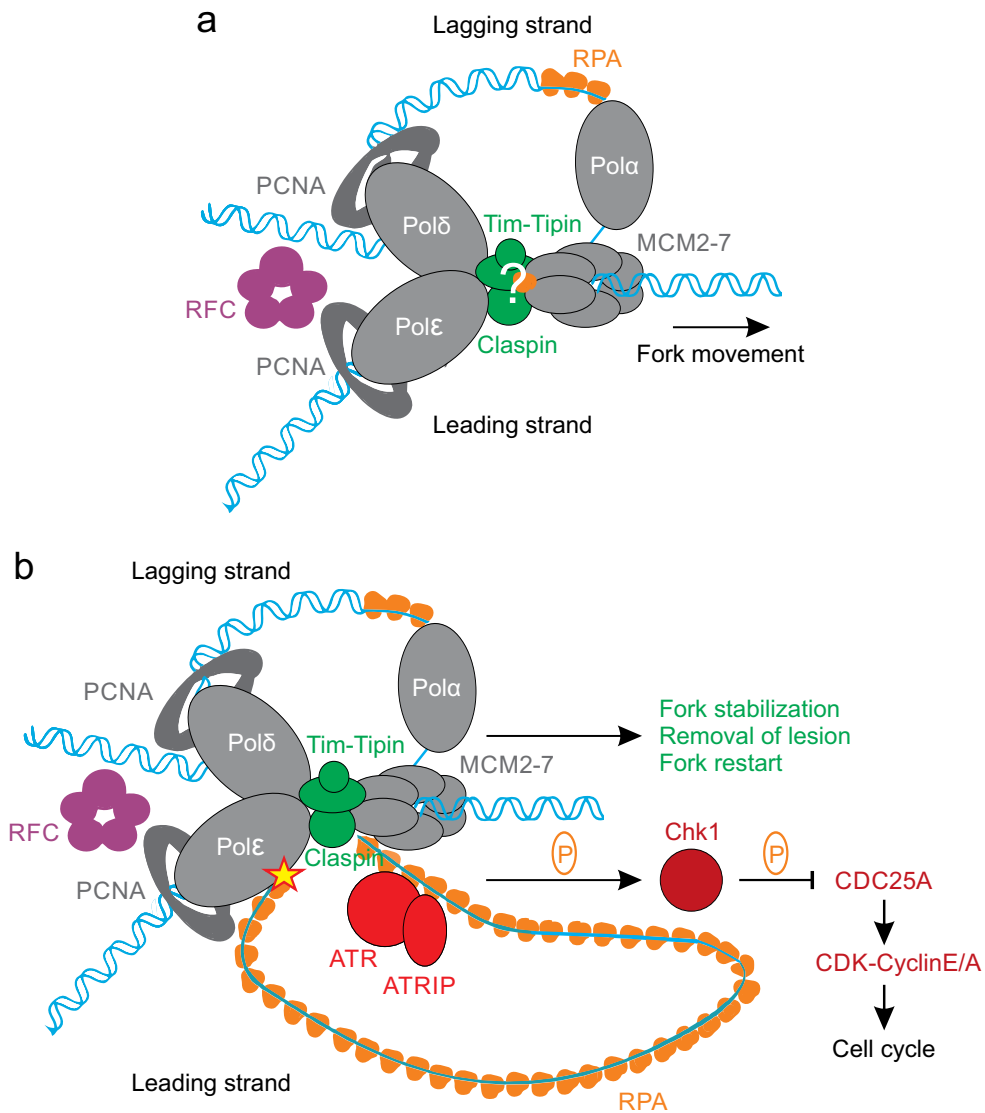 a
Lagging strand
RPA
Polα
PCNA
Polδ
Tim-Tipin
MCM2-7
?
RFC
Polε
Claspin
PCNA
Fork movement
Leading strand
b
Lagging strand
PCNA
Polα
Polδ
Tim-Tipin
MCM2-7
Fork stabilization
Removal of lesion
Fork restart
RFC
Polε
Claspin
P
Chk1
P
PCNA
CDC25A
ATR
ATRIP
CDK-CyclinE/A
Cell cycle
Leading strand
RPA